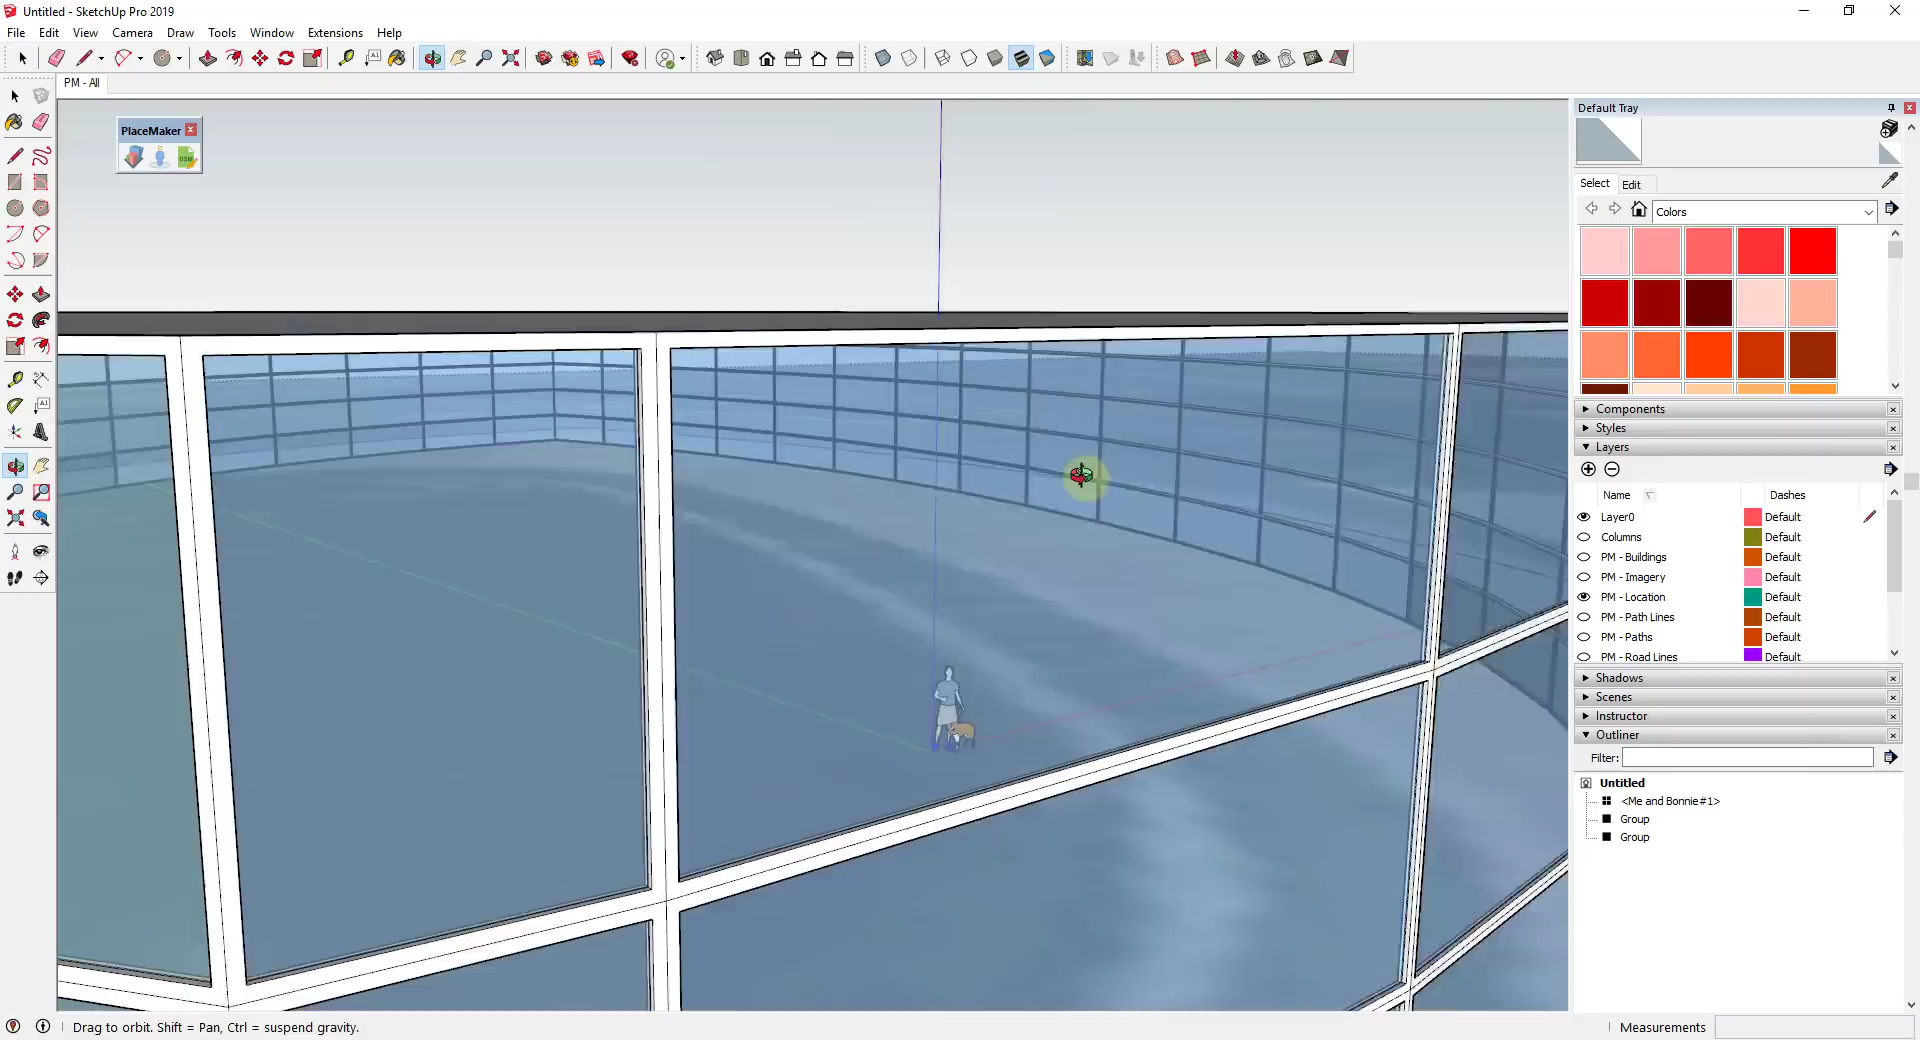 Untitled - SketchUp Pro 2019
File Edit View Camera Draw Tools Window Extensions Help
PM - All
Default Tray
PlaceMaker
OSM
Select Edit
Colors
Components
Styles
Layers
Name Dashes
Layer0 Default
Columns Default
PM - Buildings Default
PM - Imagery Default
PM - Location Default
PM - Path Lines Default
PM - Paths Default
PM - Road Lines Default
Shadows
Scenes
Instructor
Outliner
Filter:
Untitled
<Me and Bonnie#1>
Group
Group
Drag to orbit. Shift = Pan, Ctrl = suspend gravity.
Measurements